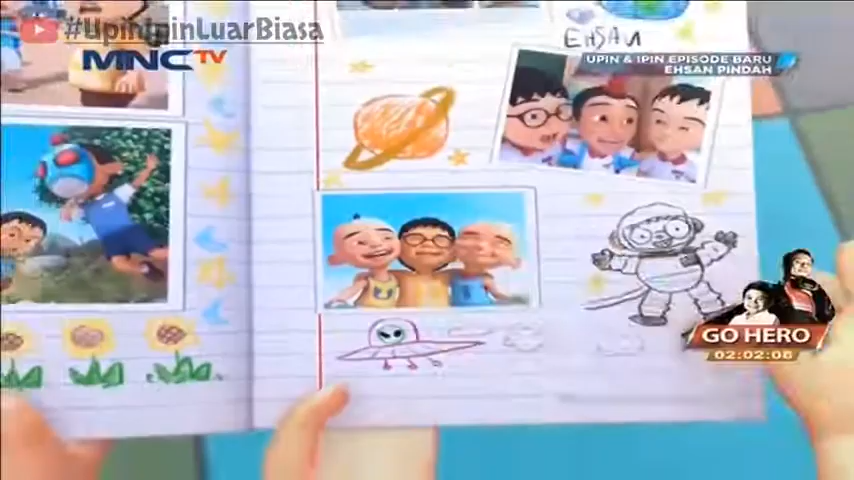 #UpinIpinLuarBiasa
MNCTV
EHSAN
UPIN & IPIN EPISODE BARU
EHSAN PINDAH
U
GO HERO
02:02:08